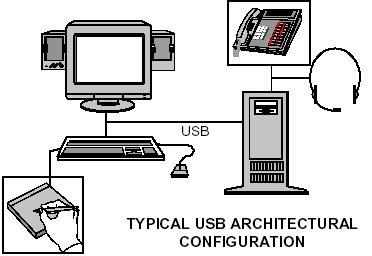 USB
TYPICAL USB ARCHITECTURAL
CONFIGURATION